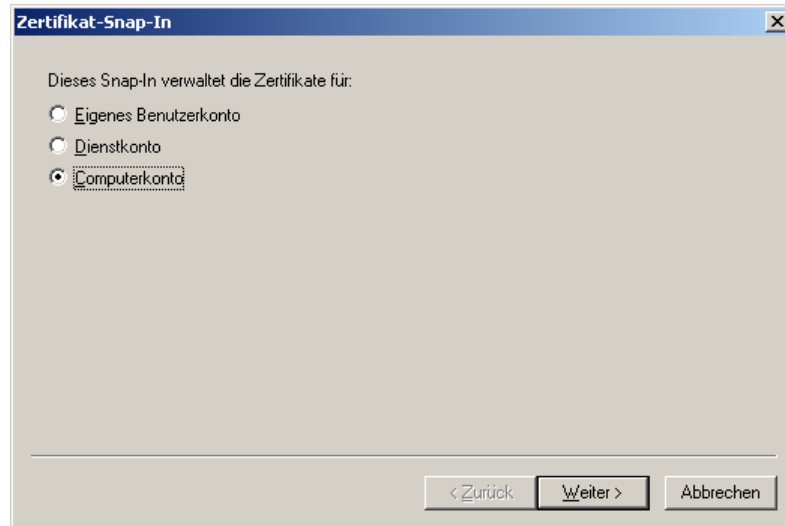 Zertifikat-Snap-In
Dieses Snap-In verwaltet die Zertifikate für:
Eigenes Benutzerkonto
Dienstkonto
Computerkonto
< Zurück Weiter > Abbrechen